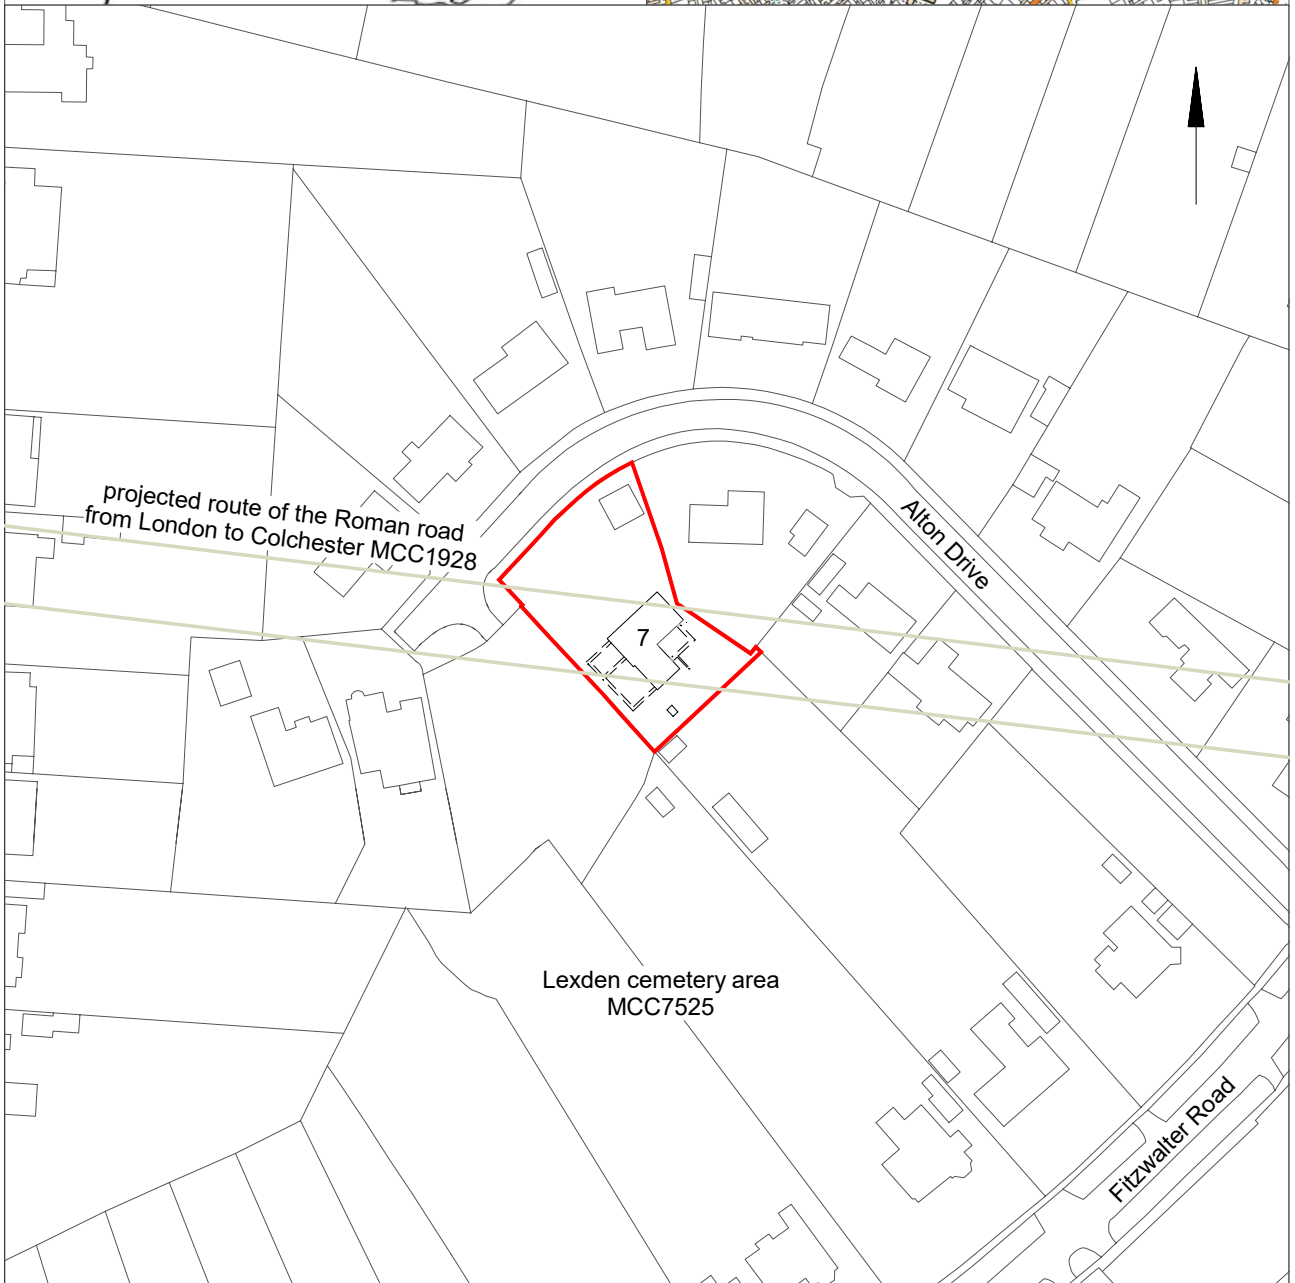 projected route of the Roman road
from London to Colchester MCC1928
Alton Drive
7
Lexden cemetery area
MCC7525
Fitzwalter Road